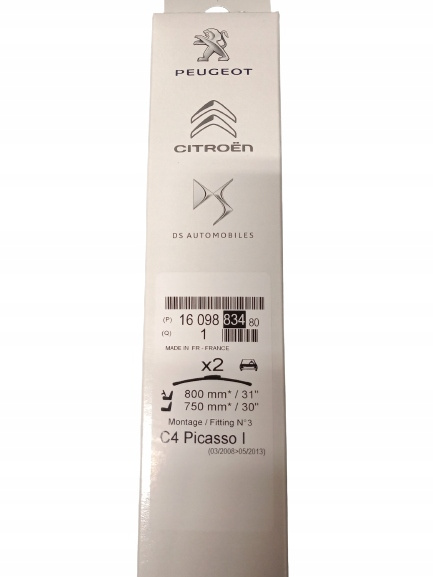 PEUGEOT
CITROËN
DS AUTOMOBILES
(P) 16 098 834 80
(Q) 1
MADE IN FR - FRANCE
x2
800 mm* / 31"
750 mm* / 30"
Montage / Fitting N°3
C4 Picasso I
(03/2006>05/2013)